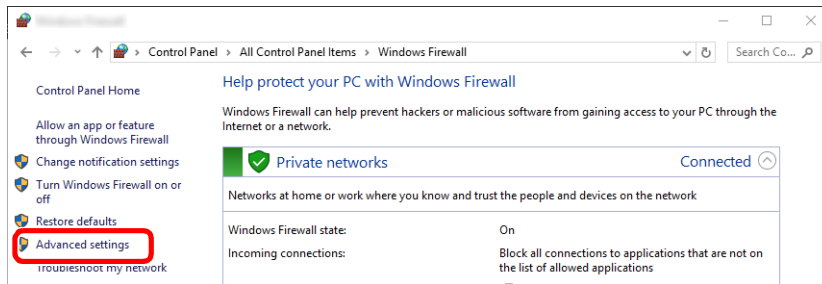 Control Panel > All Control Panel Items > Windows Firewall
Search Co...
Control Panel Home
Allow an app or feature
through Windows Firewall
Change notification settings
Turn Windows Firewall on or
off
Restore defaults
Advanced settings
Troubleshoot my network
Help protect your PC with Windows Firewall
Windows Firewall can help prevent hackers or malicious software from gaining access to your PC through the
Internet or a network.
Private networks
Connected
Networks at home or work where you know and trust the people and devices on the network
Windows Firewall state:
On
Incoming connections:
Block all connections to applications that are not on
the list of allowed applications